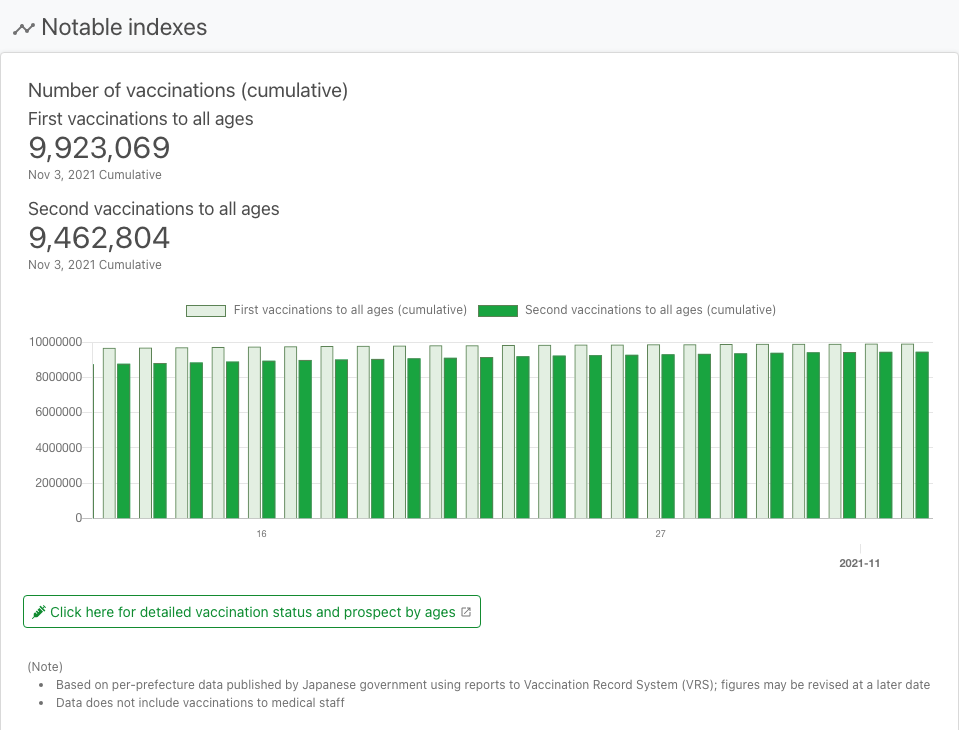 Notable indexes
Number of vaccinations (cumulative)
First vaccinations to all ages
9,923,069
Nov 3, 2021 Cumulative
Second vaccinations to all ages
9,462,804
Nov 3, 2021 Cumulative
First vaccinations to all ages (cumulative) Second vaccinations to all ages (cumulative)
10000000
8000000
6000000
4000000
2000000
0
16 27
2021-11
Click here for detailed vaccination status and prospect by ages
(Note)
• Based on per-prefecture data published by Japanese government using reports to Vaccination Record System (VRS); figures may be revised at a later date
• Data does not include vaccinations to medical staff